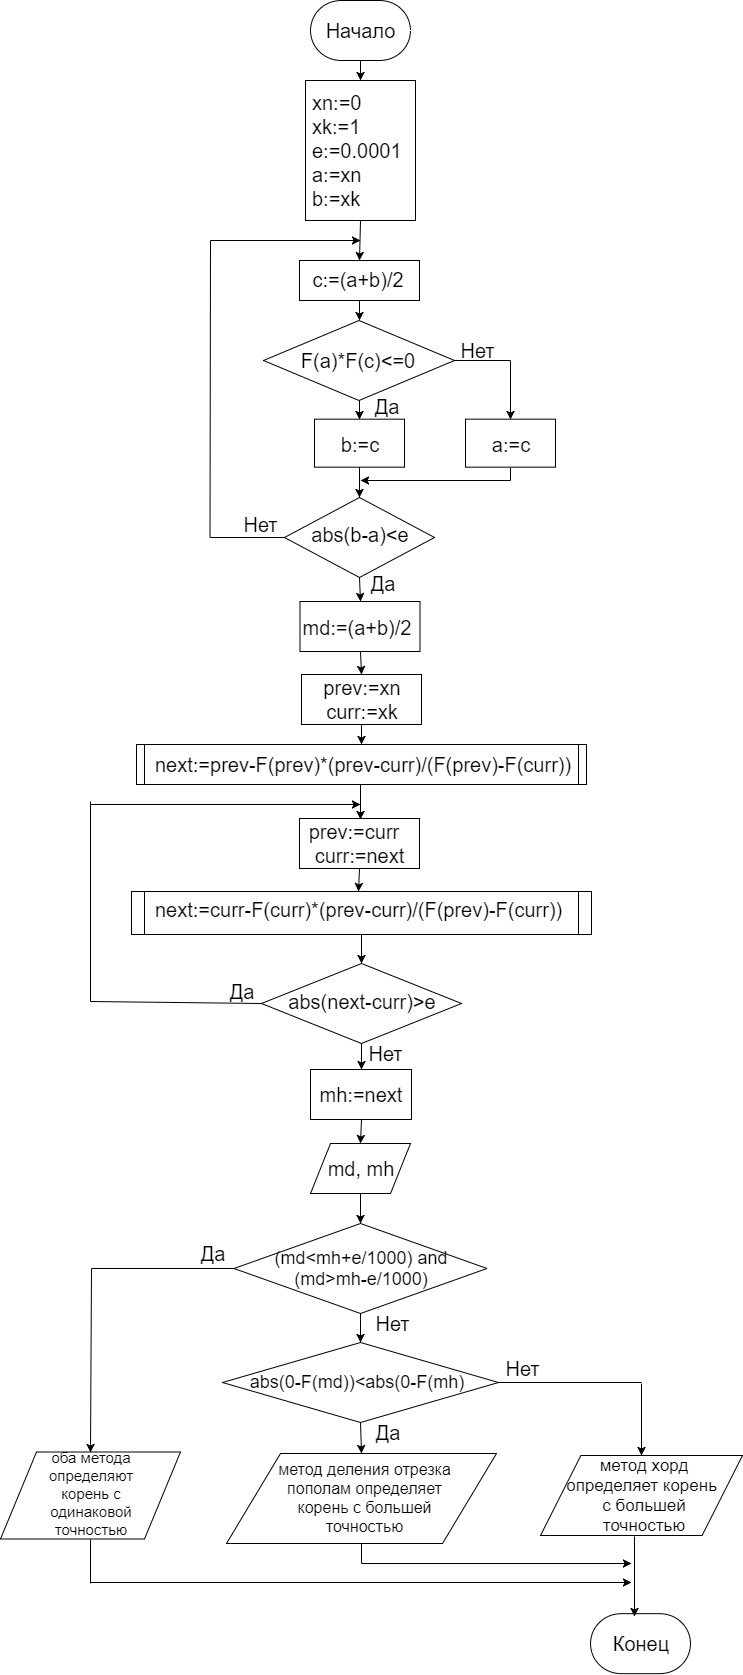 Начало
xn:=0
xk:=1
e:=0.0001
a:=xn
b:=xk
c:=(a+b)/2
F(a)*F(c)<=0
Нет
Да
b:=c
a:=c
abs(b-a)<e
Нет
Да
md:=(a+b)/2
prev:=xn
curr:=xk
next:=prev-F(prev)*(prev-curr)/(F(prev)-F(curr))
prev:=curr
curr:=next
next:=curr-F(curr)*(prev-curr)/(F(prev)-F(curr))
abs(next-curr)>e
Да
Нет
mh:=next
md, mh
(md<mh+e/1000) and
(md>mh-e/1000)
Да
Нет
abs(0-F(md))<abs(0-F(mh)
Нет
Да
оба метода
определяют
корень с
одинаковой
точностью
метод деления отрезка
пополам определяет
корень с большей
точностью
метод хорд
определяет корень
с большей
точностью
Конец